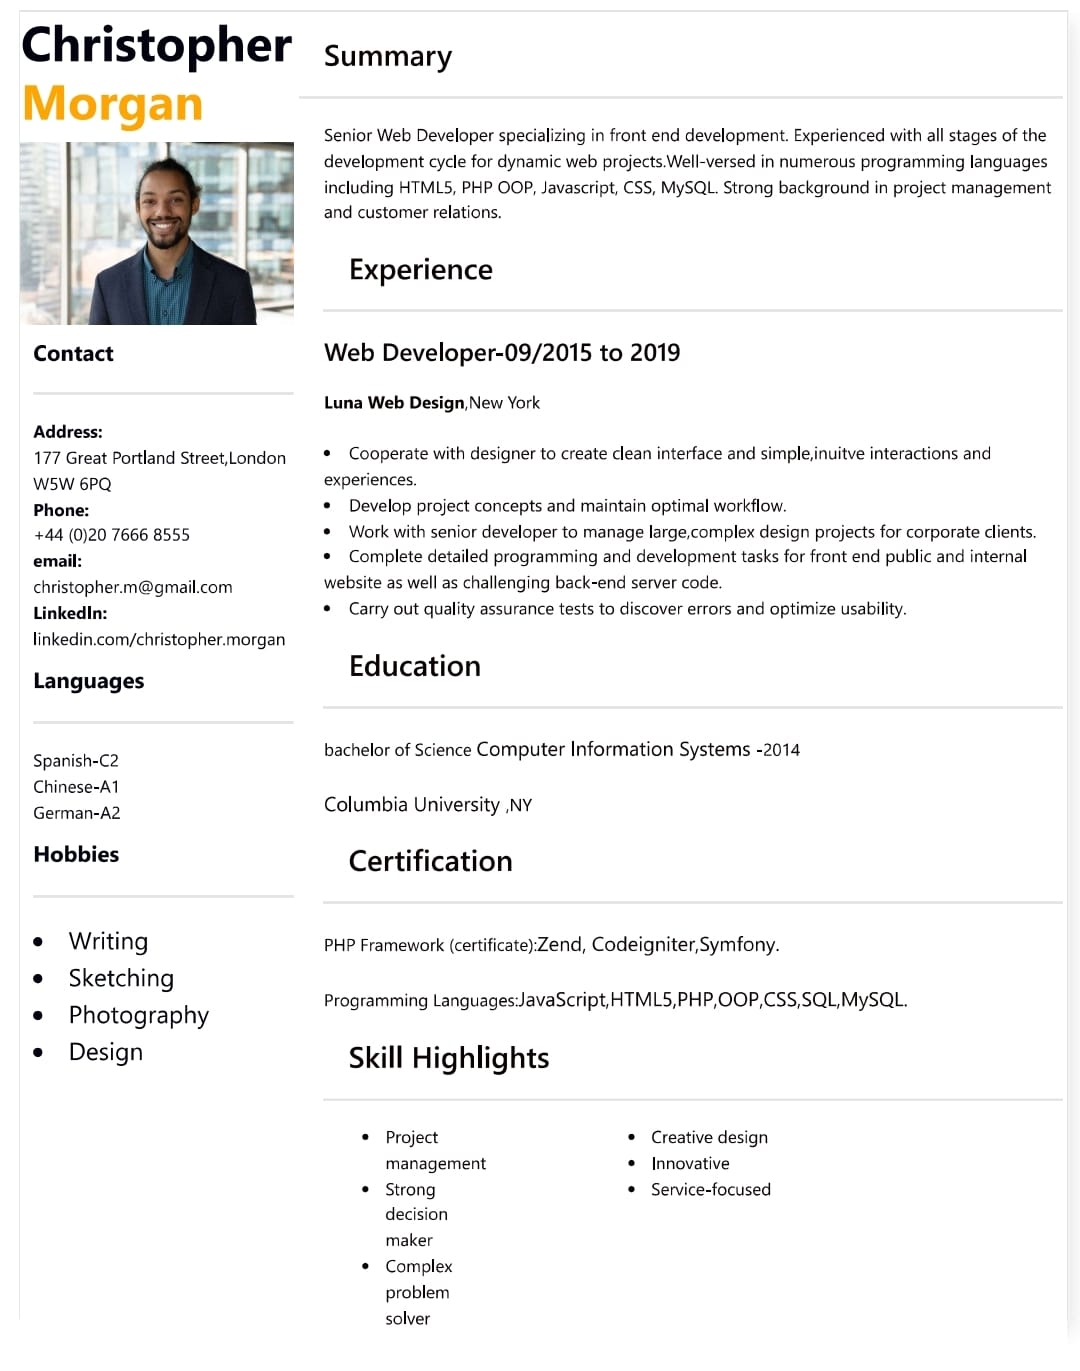 Christopher
Morgan
Contact
Address:
177 Great Portland Street,London
W5W 6PQ
Phone:
+44 (0)20 7666 8555
email:
christopher.m@gmail.com
LinkedIn:
linkedin.com/christopher.morgan
Languages
Spanish-C2
Chinese-A1
German-A2
Hobbies
• Writing
• Sketching
• Photography
• Design
Summary
Senior Web Developer specializing in front end development. Experienced with all stages of the
development cycle for dynamic web projects.Well-versed in numerous programming languages
including HTML5, PHP OOP, Javascript, CSS, MySQL. Strong background in project management
and customer relations.
Experience
Web Developer-09/2015 to 2019
Luna Web Design,New York
• Cooperate with designer to create clean interface and simple,inuitve interactions and
experiences.
• Develop project concepts and maintain optimal workflow.
• Work with senior developer to manage large,complex design projects for corporate clients.
• Complete detailed programming and development tasks for front end public and internal
website as well as challenging back-end server code.
• Carry out quality assurance tests to discover errors and optimize usability.
Education
bachelor of Science Computer Information Systems -2014
Columbia University ,NY
Certification
PHP Framework (certificate):Zend, Codeigniter,Symfony.
Programming Languages:JavaScript,HTML5,PHP,OOP,CSS,SQL,MySQL.
Skill Highlights
• Project
management
• Strong
decision
maker
• Complex
problem
solver
• Creative design
• Innovative
• Service-focused